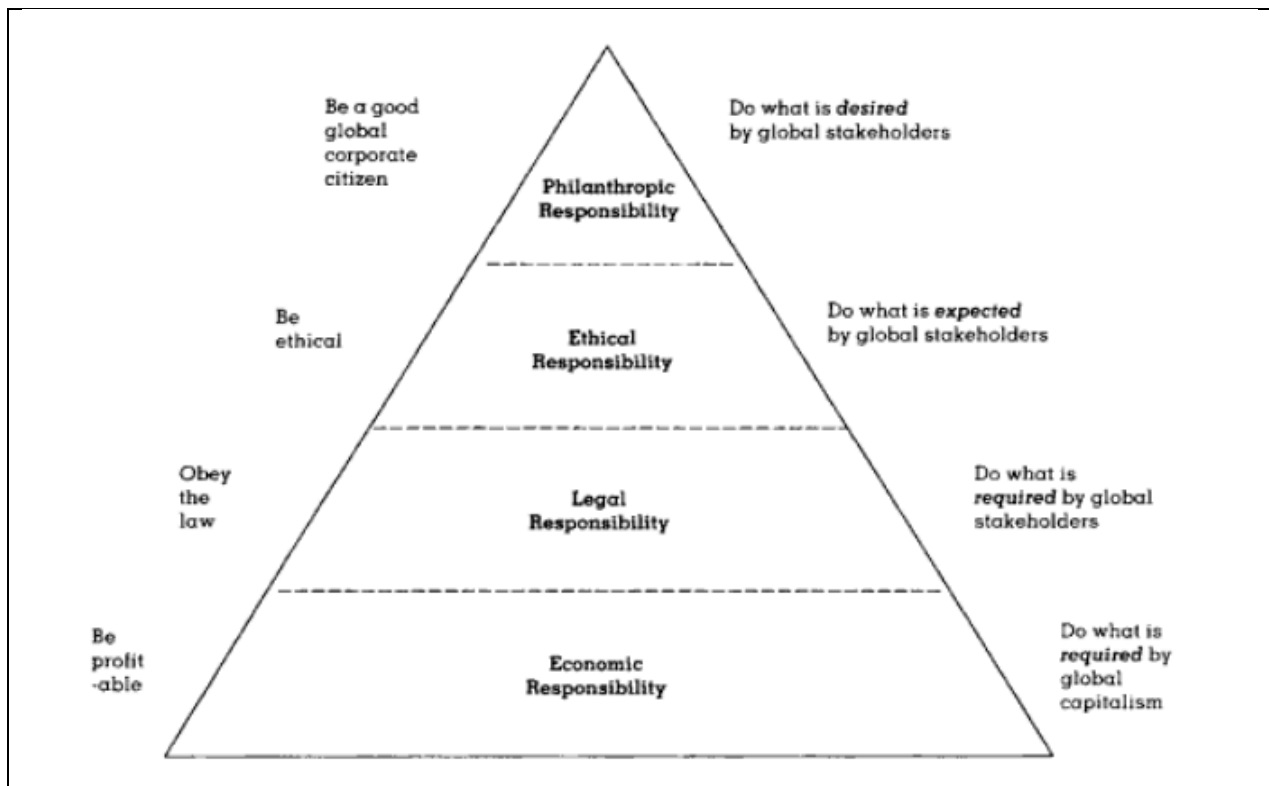 Be a good
global
corporate
citizen
Do what is desired
by global stakeholders
Philanthropic
Responsibility
Be
ethical
Do what is expected
by global stakeholders
Ethical
Responsibility
Obey
the
law
Do what is
required by global
stakeholders
Legal
Responsibility
Be
profit
-able
Do what is
required by
global
capitalism
Economic
Responsibility